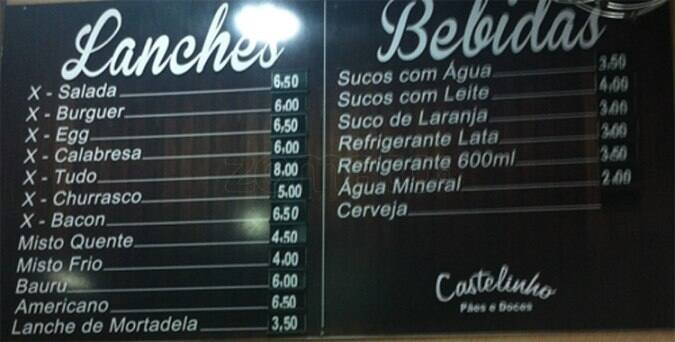 Lanches
X - Salada 6,50
X - Burguer 6,00
X - Egg 6,50
X - Calabresa 6,00
X - Tudo 8,00
X - Churrasco 5,00
X - Bacon 6,50
Misto Quente 4,50
Misto Frio 4,00
Bauru 6,00
Americano 6,50
Lanche de Mortadela 3,50
Bebidas
Sucos com Água 3,50
Sucos com Leite 4,00
Suco de Laranja 3,00
Refrigerante Lata 3,00
Refrigerante 600ml 3,50
Água Mineral 2,00
Cerveja
Castelinho
Pães e Doces